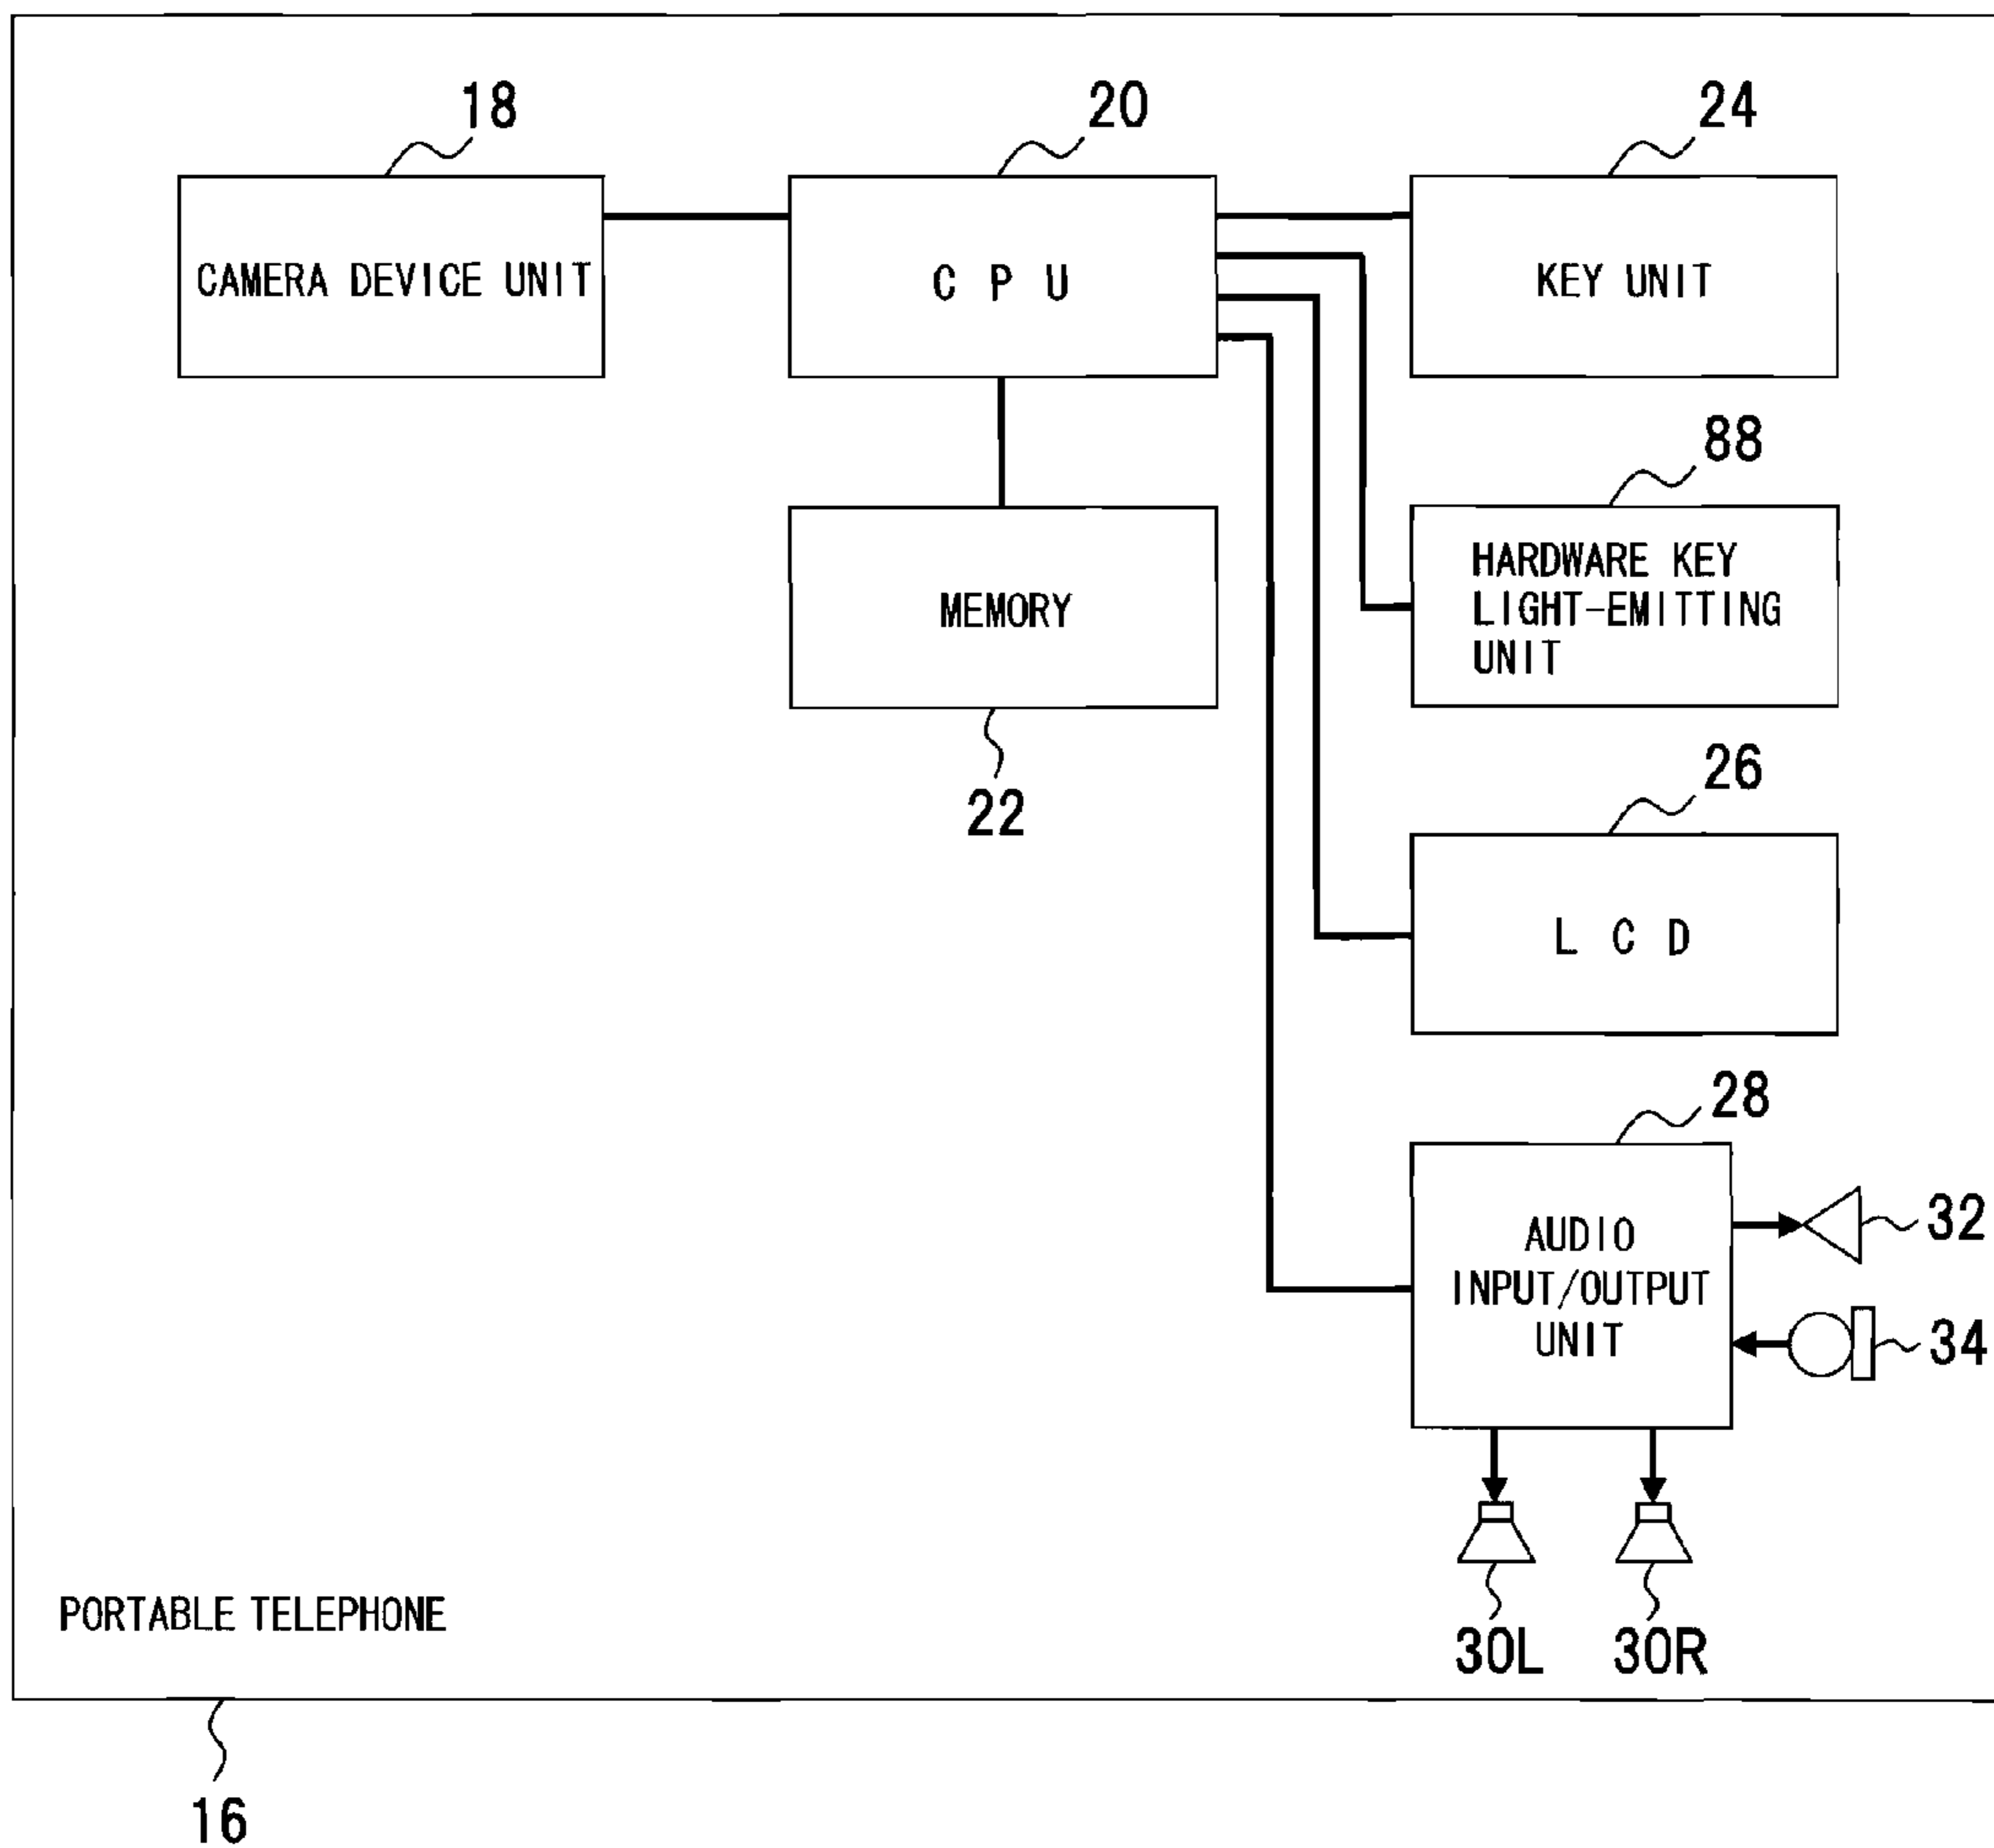 18
20
24
CAMERA DEVICE UNIT
C P U
KEY UNIT
88
HARDWARE KEY
LIGHT-EMITTING
UNIT
MEMORY
22
26
L C D
28
AUDIO
INPUT/OUTPUT
UNIT
32
34
30L
30R
PORTABLE TELEPHONE
16